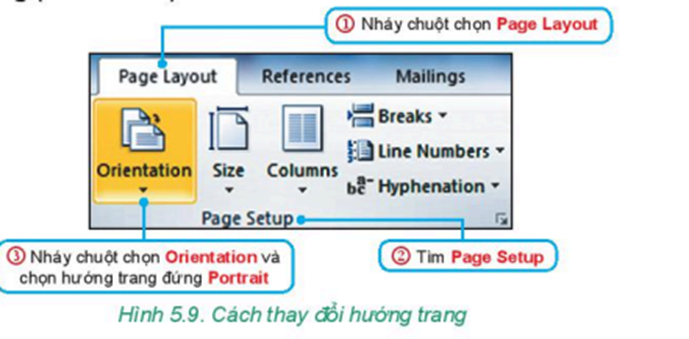 ① Nháy chuột chọn Page Layout
Page Layout References Mailings
Breaks
Line Numbers
Orientation Size Columns
Hyphenation
Page Setup
③ Nháy chuột chọn Orientation và
chọn hướng trang đứng Portrait
② Tìm Page Setup
Hình 5.9. Cách thay đổi hướng trang